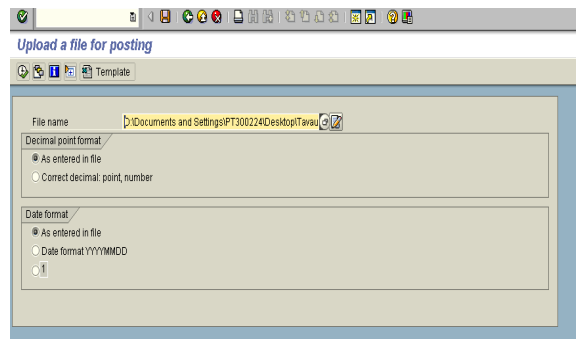 Upload a file for posting
Template
File name D:\Documents and Settings\PT300224\Desktop\Tavau
Decimal point format
As entered in file
Correct decimal: point, number
Date format
As entered in file
Date format YYYYMMDD
1